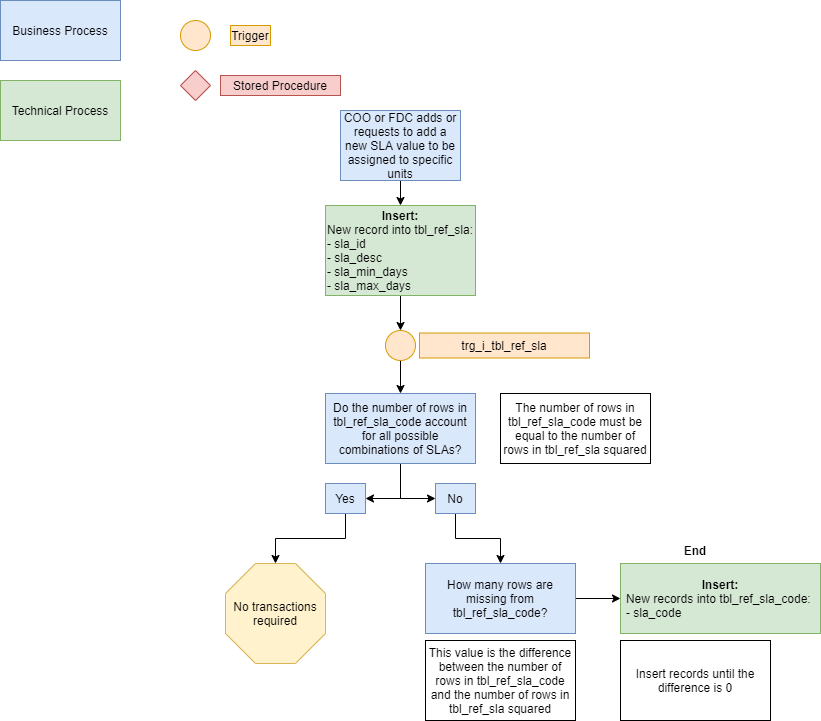 Business Process
Trigger
Stored Procedure
Technical Process
COO or FDC adds or
requests to add a
new SLA value to be
assigned to specific
units
Insert:
New record into tbl_ref_sla:
- sla_id
- sla_desc
- sla_min_days
- sla_max_days
trg_i_tbl_ref_sla
Do the number of rows in
tbl_ref_sla_code account
for all possible
combinations of SLAs?
The number of rows in
tbl_ref_sla_code must be
equal to the number of
rows in tbl_ref_sla squared
Yes
No
No transactions
required
How many rows are
missing from
tbl_ref_sla_code?
End
Insert:
New records into tbl_ref_sla_code:
- sla_code
This value is the difference
between the number of
rows in tbl_ref_sla_code
and the number of rows in
tbl_ref_sla squared
Insert records until the
difference is 0